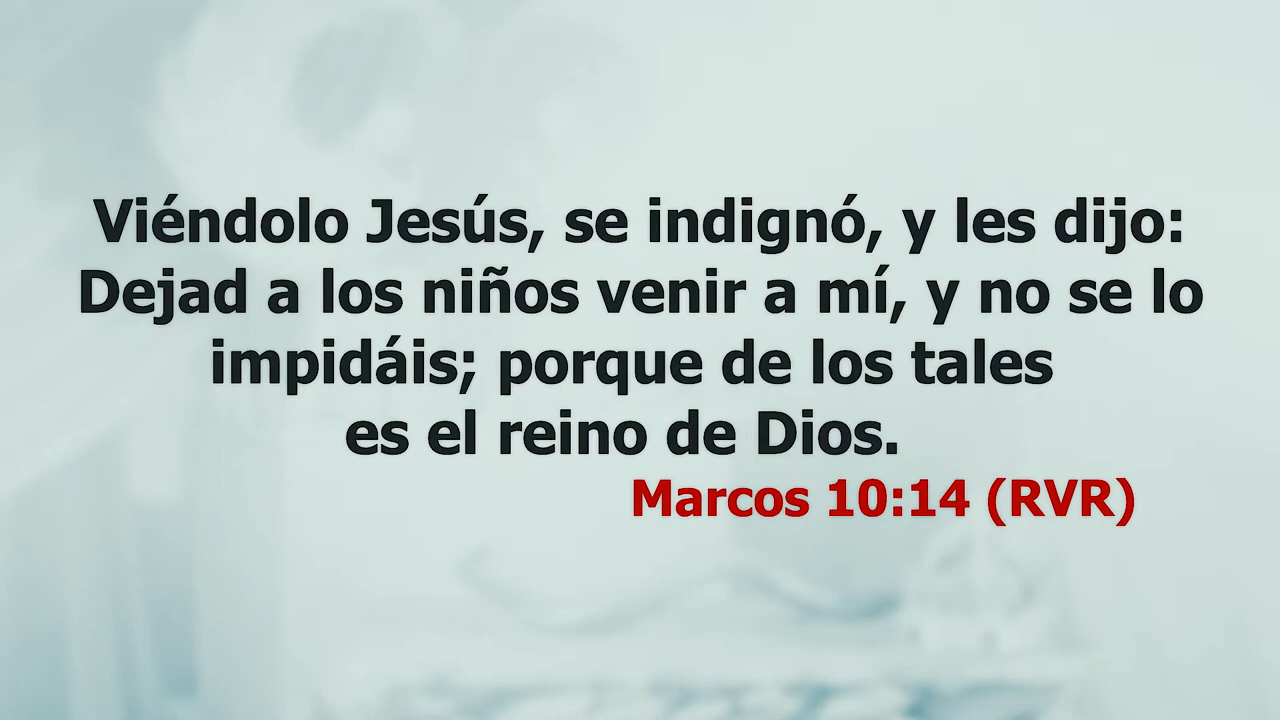 Viéndolo Jesús, se indignó, y les dijo:
Dejad a los niños venir a mí, y no se lo
impidáis; porque de los tales
es el reino de Dios.
Marcos 10:14 (RVR)